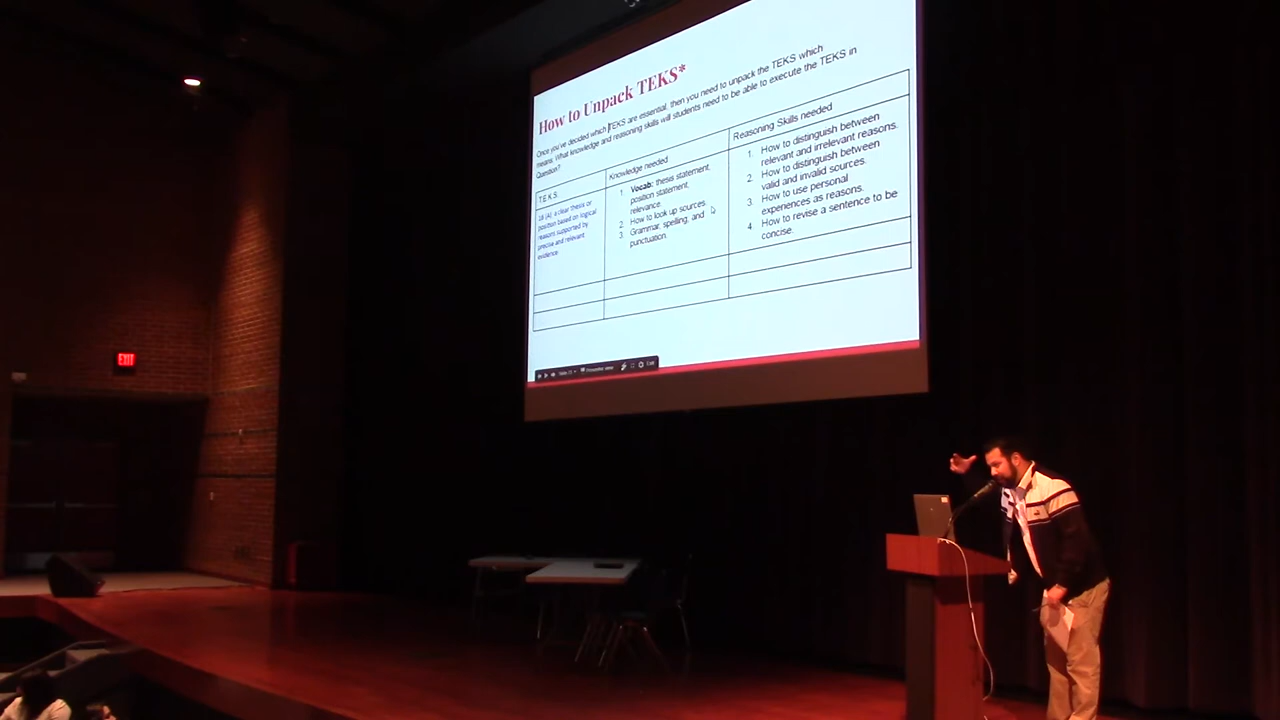 How to Unpack TEKS*
Once you've decided which TEKS are essential, then you need to unpack the TEKS which
means: What knowledge and reasoning skills will students need to be able to execute the TEKS in
Question?
T.E.K.S.
Knowledge needed
Reasoning Skills needed
18 (A) a clear thesis or
position based on logical
reasons supported by
precise and relevant
evidence
1. Vocab: thesis statement,
position statement,
relevance.
2. How to look up sources.
3. Grammar, spelling, and
punctuation.
1. How to distinguish between
relevant and irrelevant reasons.
2. How to distinguish between
valid and invalid sources.
3. How to use personal
experiences as reasons.
4. How to revise a sentence to be
concise.
EXIT